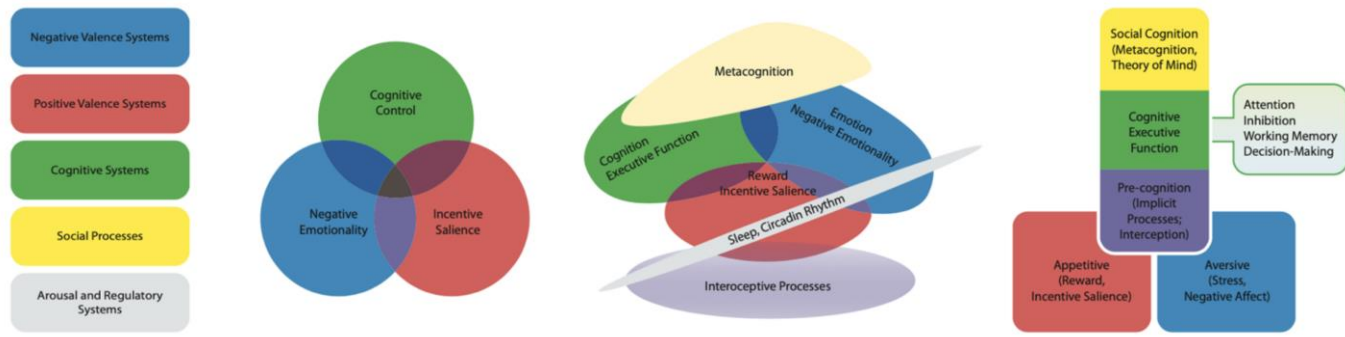 Negative Valence Systems
Positive Valence Systems
Cognitive Systems
Social Processes
Arousal and Regulatory
Systems
Cognitive
Control
Negative
Emotionality
Incentive
Salience
Metacognition
Cognition
Executive Function
Emotion
Negative Emotionality
Reward
Incentive Salience
Sleep, Circadin Rhythm
Interoceptive Processes
Social Cognition
(Metacognition,
Theory of Mind)
Cognitive
Executive
Function
Attention
Inhibition
Working Memory
Decision-Making
Pre-cognition
(Implicit
Processes;
Interception)
Appetitive
(Reward,
Incentive Salience)
Aversive
(Stress,
Negative Affect)